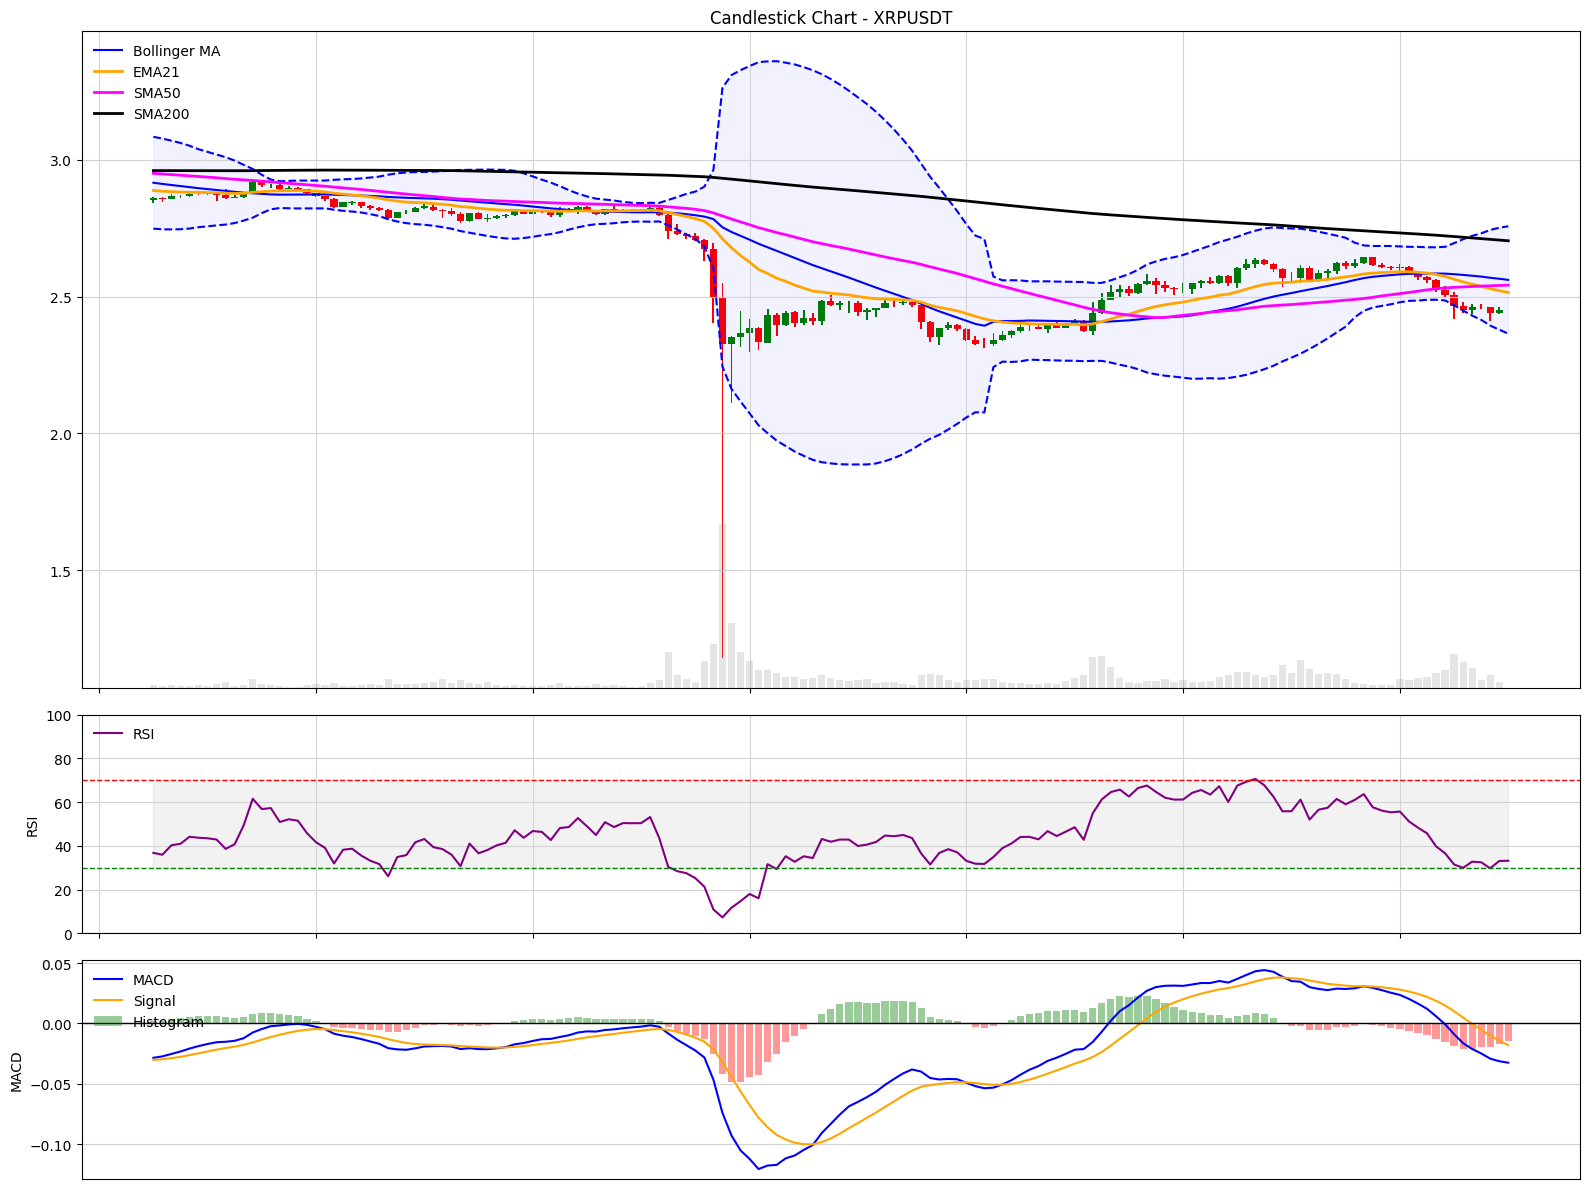 Candlestick Chart - XRPUSDT
Bollinger MA
EMA21
SMA50
SMA200
3.0
2.5
2.0
1.5
100
80
60
40
20
0
RSI
RSI
0.05
0.00
−0.05
−0.10
MACD
MACD
Signal
Histogram